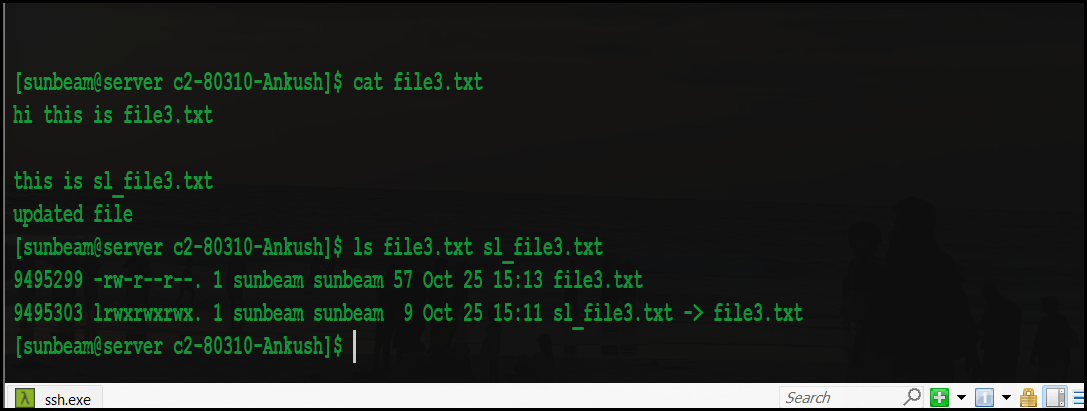 [sunbeam@server c2-80310-Ankush]$ cat file3.txt
hi this is file3.txt
this is sl_file3.txt
updated file
[sunbeam@server c2-80310-Ankush]$ ls file3.txt sl_file3.txt
9495299 -rw-r--r--. 1 sunbeam sunbeam 57 Oct 25 15:13 file3.txt
9495303 lrwxrwxrwx. 1 sunbeam sunbeam  9 Oct 25 15:11 sl_file3.txt -> file3.txt
[sunbeam@server c2-80310-Ankush]$
λ ssh.exe Search 1